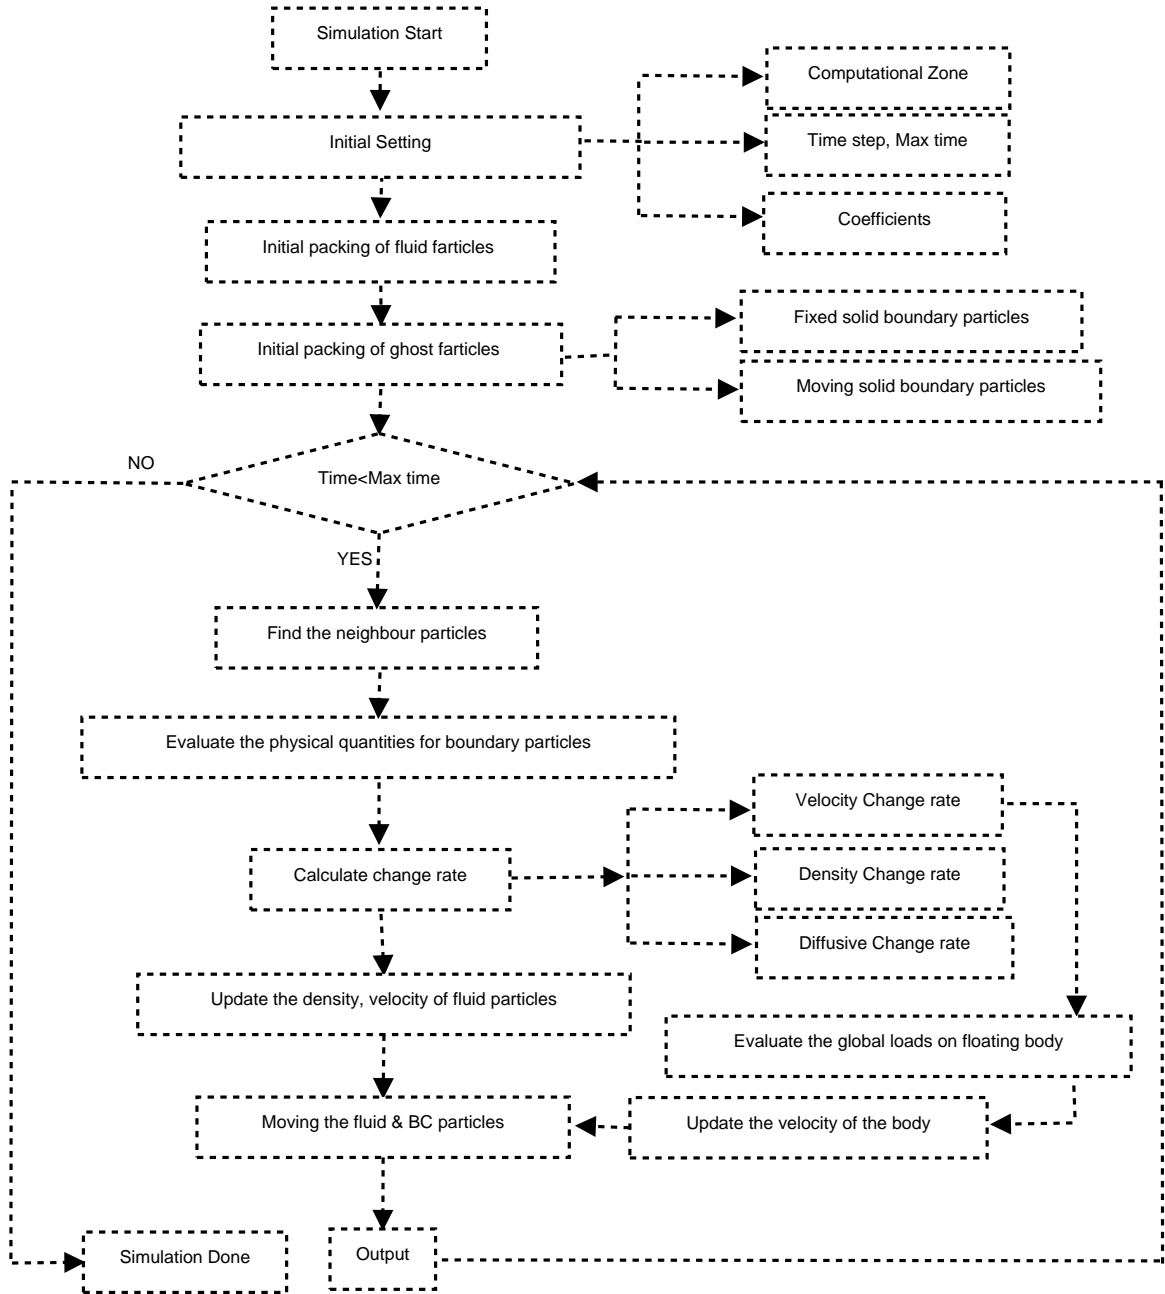 Simulation Start
Computational Zone
Initial Setting
Time step, Max time
Coefficients
Initial packing of fluid farticles
Fixed solid boundary particles
Initial packing of ghost farticles
Moving solid boundary particles
NO
Time<Max time
YES
Find the neighbour particles
Evaluate the physical quantities for boundary particles
Velocity Change rate
Calculate change rate
Density Change rate
Diffusive Change rate
Update the density, velocity of fluid particles
Evaluate the global loads on floating body
Moving the fluid & BC particles
Update the velocity of the body
Simulation Done
Output